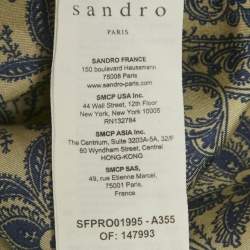 sandro
PARIS
SANDRO FRANCE
150 boulevard Haussmann
75008 Paris
www.sandro-paris.com
SMCP USA Inc.
44 Wall Street, 12th Floor
New York, New York 10005
RN132784
SMCP ASIA Inc.
The Centrium, Suite 3203A-5A, 32/F
60 Wyndham Street, Central
HONG-KONG
SMCP SAS,
49, rue Etienne Marcel,
75001 Paris,
France
SFPRO01995 - A355
OF: 147993